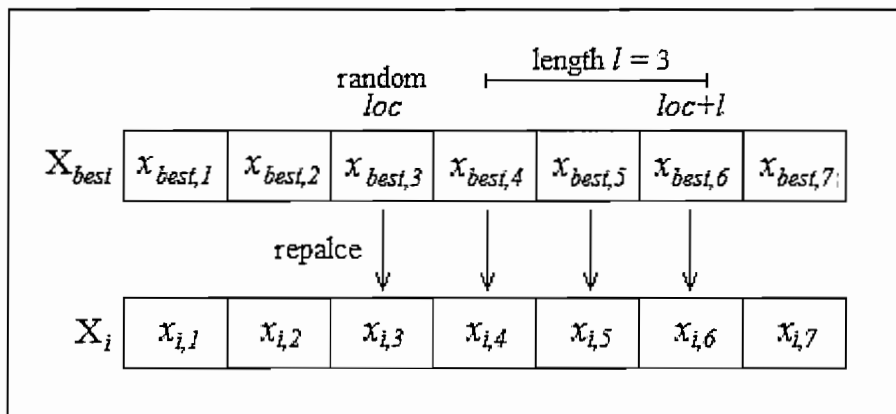 length l = 3
random
loc loc+l
X_best x_best,1 x_best,2 x_best,3 x_best,4 x_best,5 x_best,6 x_best,7
repalce
X_i x_i,1 x_i,2 x_i,3 x_i,4 x_i,5 x_i,6 x_i,7